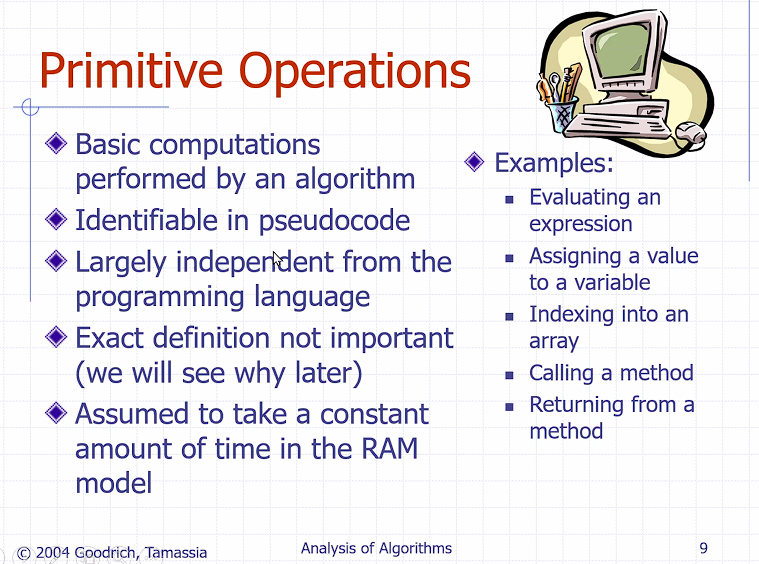 Primitive Operations
Basic computations
performed by an algorithm
Identifiable in pseudocode
Largely independent from the
programming language
Exact definition not important
(we will see why later)
Assumed to take a constant
amount of time in the RAM
model
Examples:
Evaluating an
expression
Assigning a value
to a variable
Indexing into an
array
Calling a method
Returning from a
method
© 2004 Goodrich, Tamassia
Analysis of Algorithms
9